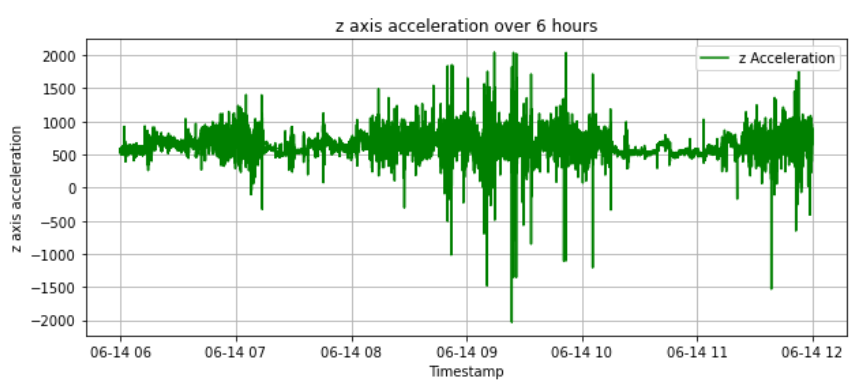 z axis acceleration over 6 hours
z Acceleration
2000
1500
1000
500
0
−500
−1000
−1500
−2000
z axis acceleration
06-14 06 06-14 07 06-14 08 06-14 09 06-14 10 06-14 11 06-14 12
Timestamp